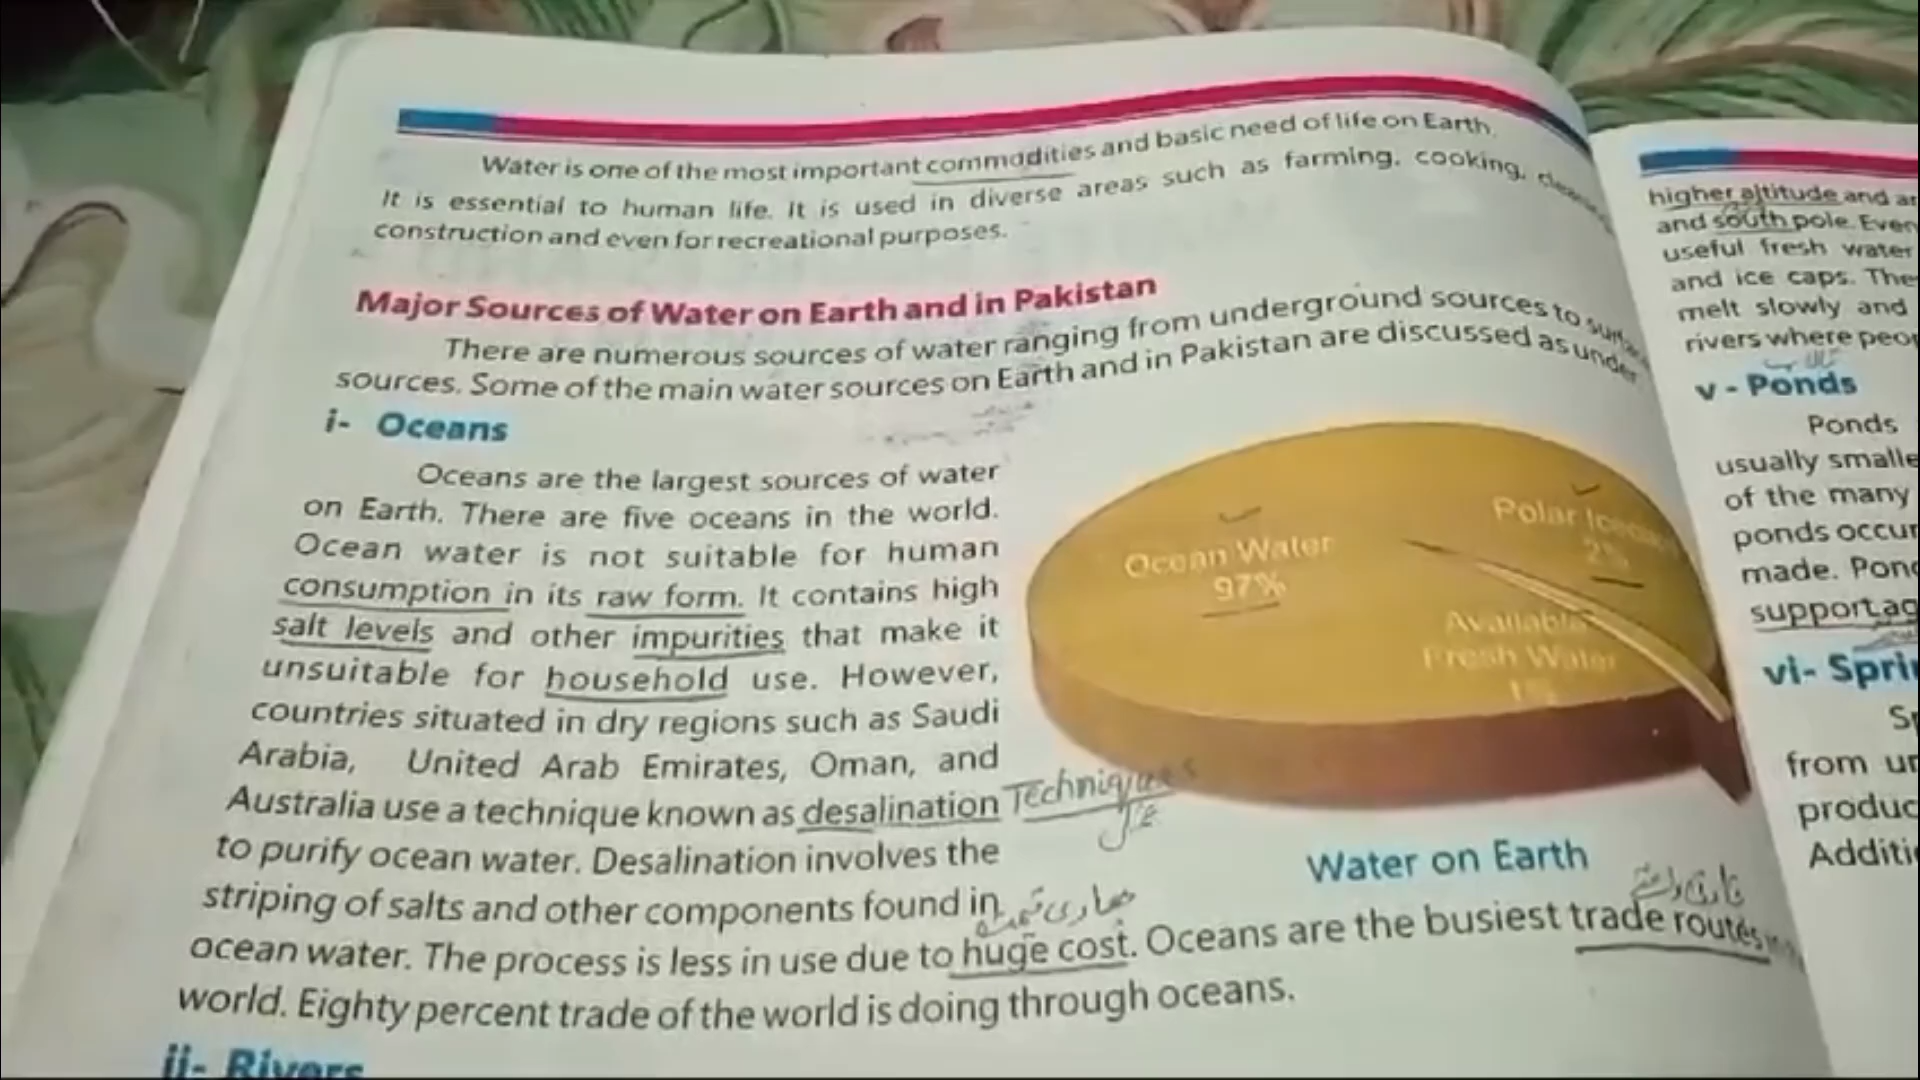 Water is one of the most important commodities and basic need of life on Earth.
It is essential to human life. It is used in diverse areas such as farming, cooking,
construction and even for recreational purposes.
Major Sources of Water on Earth and in Pakistan
There are numerous sources of water ranging from underground sources to
sources. Some of the main water sources on Earth and in Pakistan are discussed as under
i- Oceans
Oceans are the largest sources of water
on Earth. There are five oceans in the world.
Ocean water is not suitable for human
consumption in its raw form. It contains high
salt levels and other impurities that make it
unsuitable for household use. However,
countries situated in dry regions such as Saudi
Arabia, United Arab Emirates, Oman, and
Australia use a technique known as desalination
Techniques
to purify ocean water. Desalination involves the
striping of salts and other components found in
ocean water. The process is less in use due to huge cost. Oceans are the busiest trade routes
world. Eighty percent trade of the world is doing through oceans.
ii- Rivers
Ocean Water
97%
Polar
2%
Available
Fresh Water
1%
Water on Earth
higher altitude and
and south pole. Even
useful fresh water
and ice caps.
melt slowly and
rivers where
v - Ponds
Ponds
usually
of the many
ponds
made.
support
vi-
from
Additi